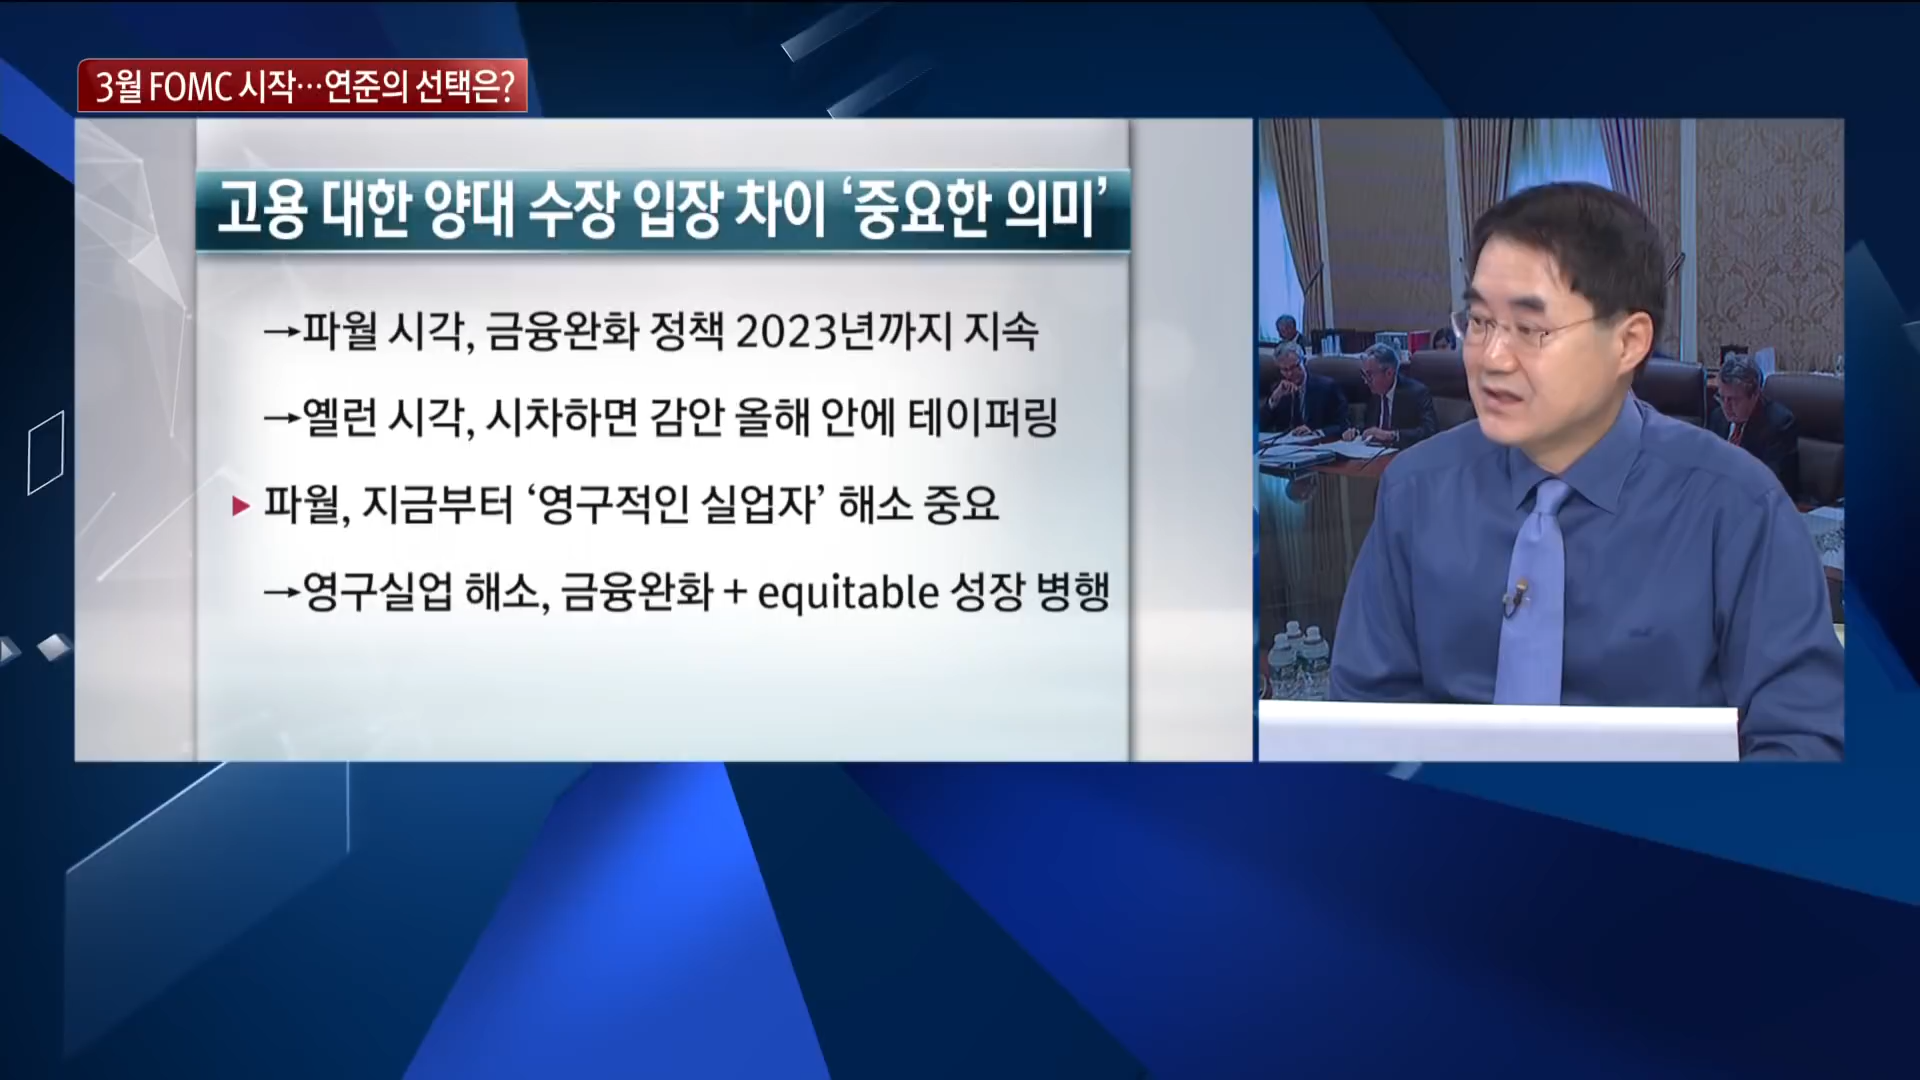 3월 FOMC 시작…연준의 선택은?
고용 대한 양대 수장 입장 차이 ‘중요한 의미’
→파월 시각, 금융완화 정책 2023년까지 지속
→옐런 시각, 시차하면 감안 올해 안에 테이퍼링
▶ 파월, 지금부터 ‘영구적인 실업자’ 해소 중요
→영구실업 해소, 금융완화 + equitable 성장 병행